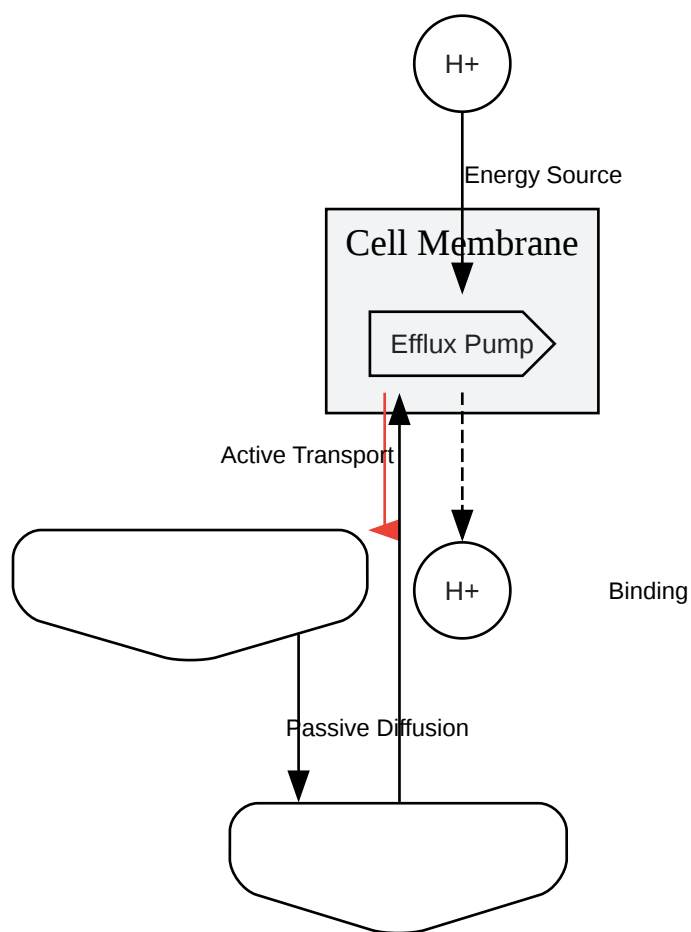 H+
Energy Source
Cell Membrane
Efflux Pump
Active Transport
H+
Binding
Passive Diffusion